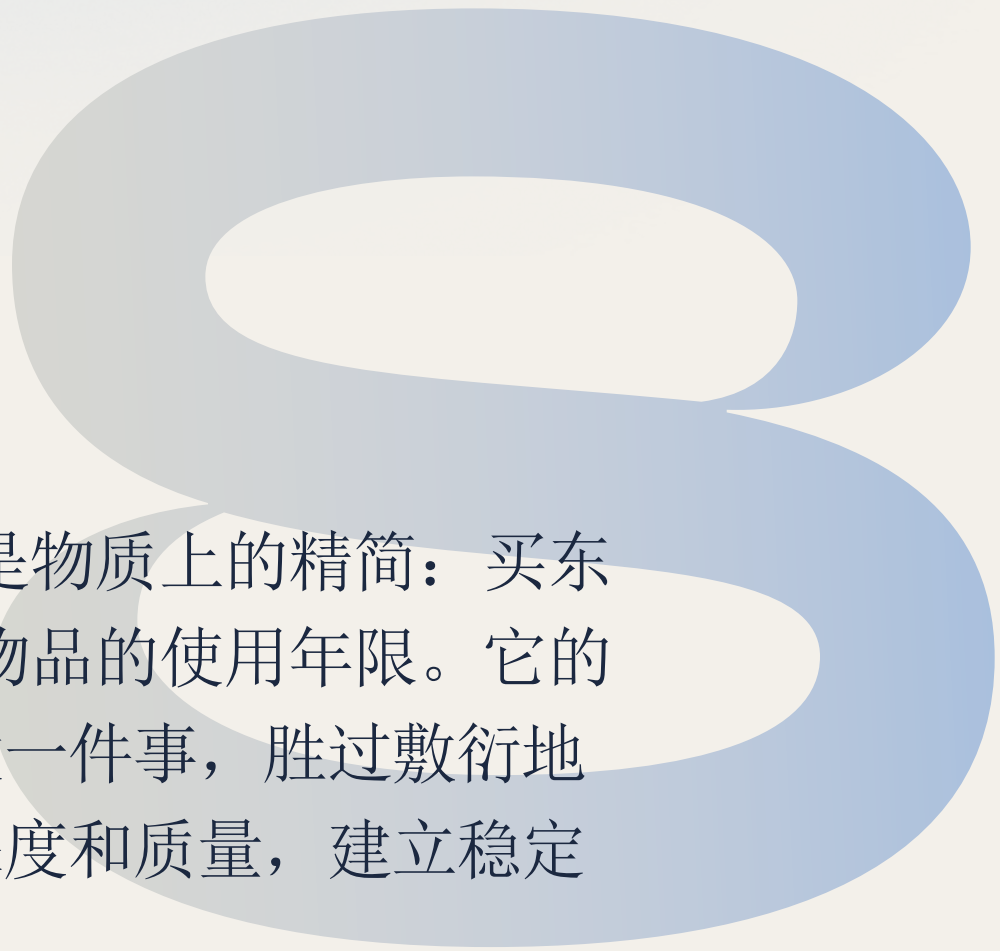 8
是物质上的精简：买东
物品的使用年限。它的
一件事，胜过敷衍地
度和质量，建立稳定